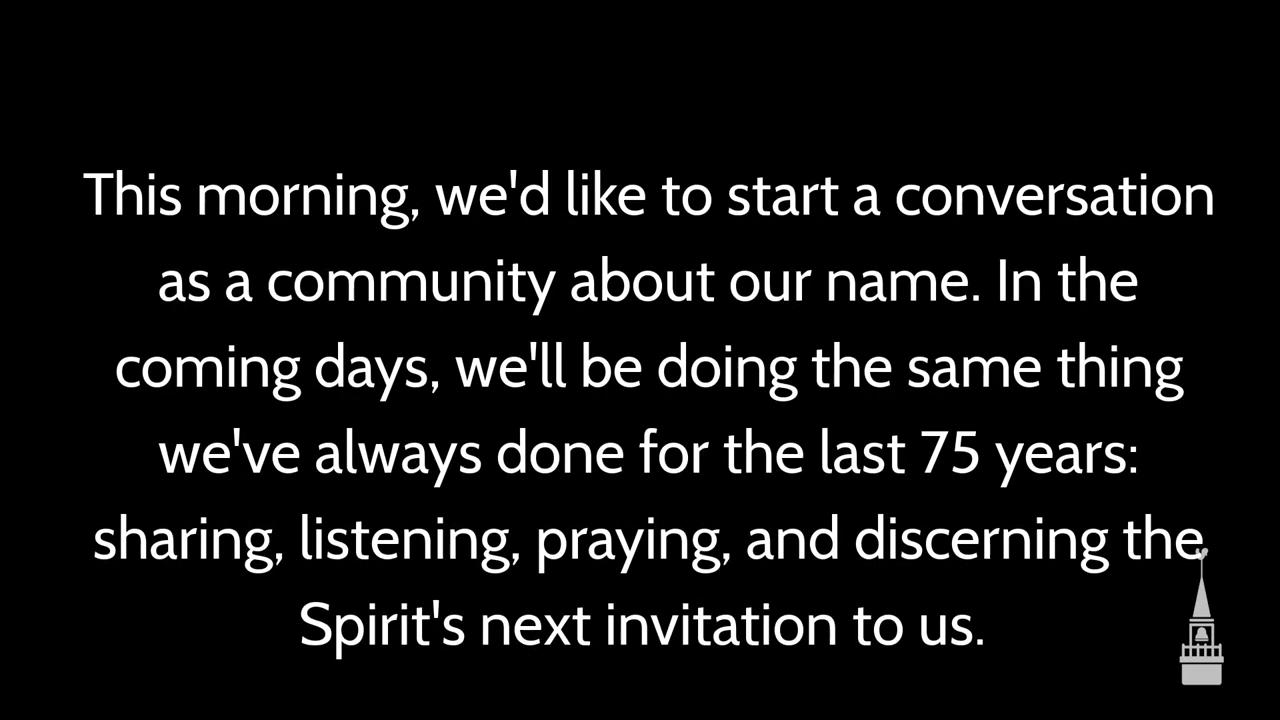 This morning, we'd like to start a conversation
as a community about our name. In the
coming days, we'll be doing the same thing
we've always done for the last 75 years:
sharing, listening, praying, and discerning the
Spirit's next invitation to us.